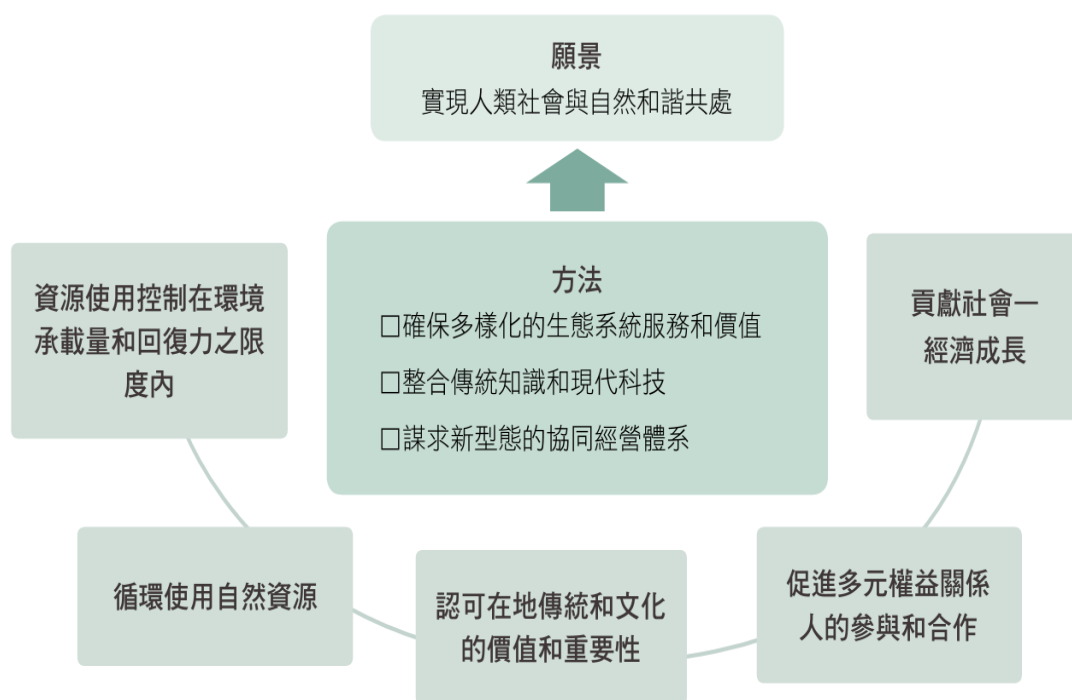 願景
實現人類社會與自然和諧共處
方法
□確保多樣化的生態系統服務和價值
□整合傳統知識和現代科技
□謀求新型態的協同經營體系
資源使用控制在環境
承載量和回復力之限
度內
循環使用自然資源
認可在地傳統和文化
的價值和重要性
促進多元權益關係
人的參與和合作
貢獻社會一
經濟成長